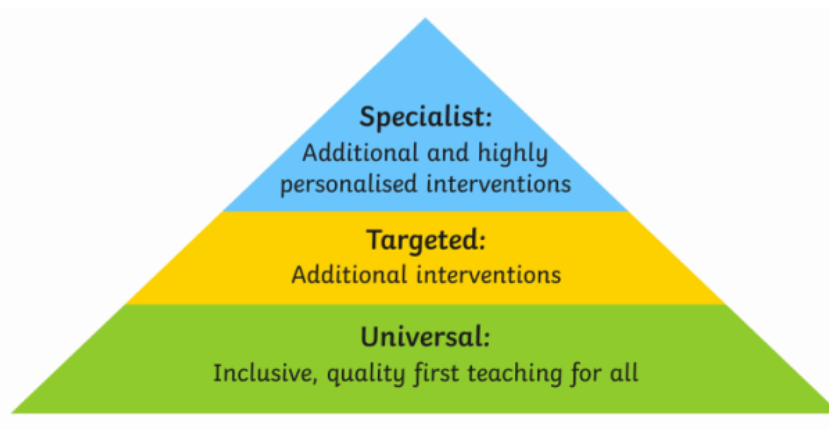 Specialist:
Additional and highly
personalised interventions
Targeted:
Additional interventions
Universal:
Inclusive, quality first teaching for all